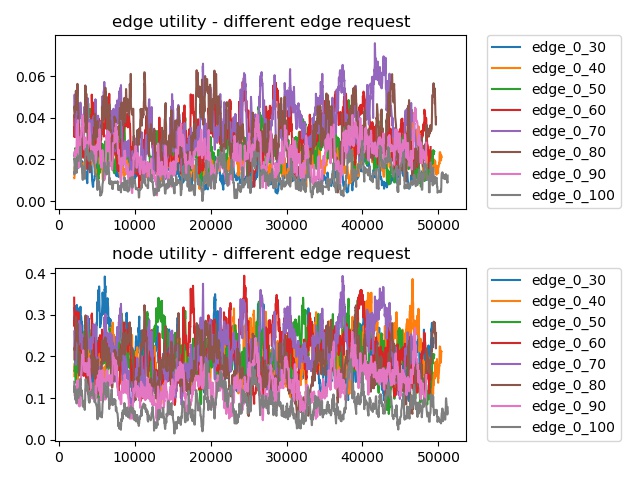 edge utility - different edge request
0.06
0.04
0.02
0.00
0 10000 20000 30000 40000 50000
edge_0_30
edge_0_40
edge_0_50
edge_0_60
edge_0_70
edge_0_80
edge_0_90
edge_0_100
node utility - different edge request
0.4
0.3
0.2
0.1
0.0
0 10000 20000 30000 40000 50000
edge_0_30
edge_0_40
edge_0_50
edge_0_60
edge_0_70
edge_0_80
edge_0_90
edge_0_100